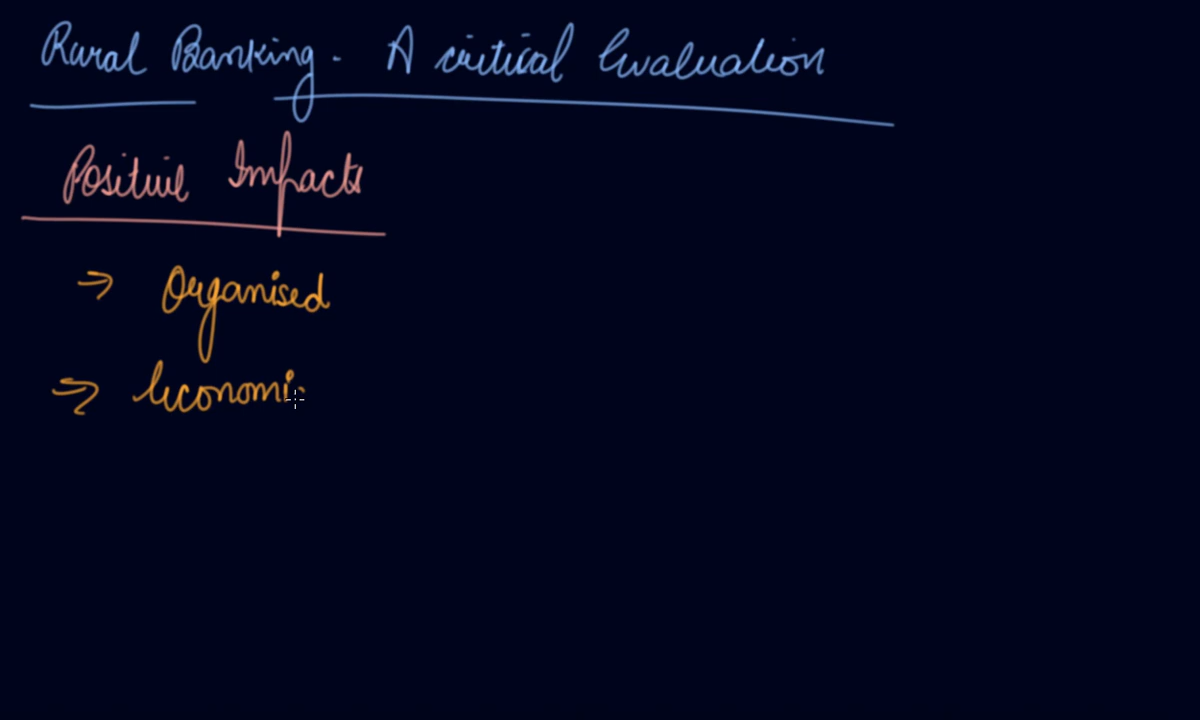 Rural Banking - A critical Evaluation
Positive Impacts
→ Organised
⇒ Economi